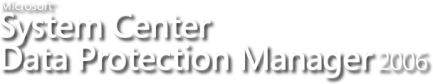 Microsoft
System Center
Data Protection Manager 2006